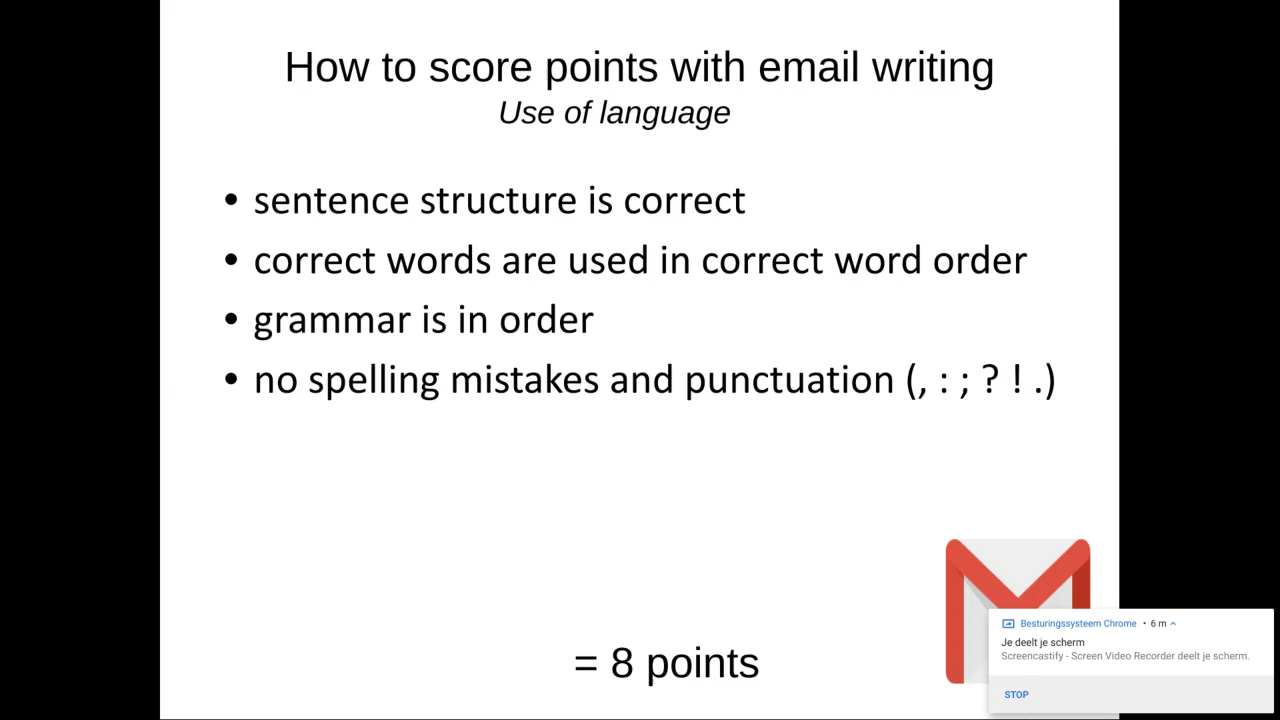 How to score points with email writing
Use of language
• sentence structure is correct
• correct words are used in correct word order
• grammar is in order
• no spelling mistakes and punctuation (, : ; ? ! .)
= 8 points
Besturingssysteem Chrome • 6 m
Je deelt je scherm
Screencastify - Screen Video Recorder deelt je scherm.
STOP